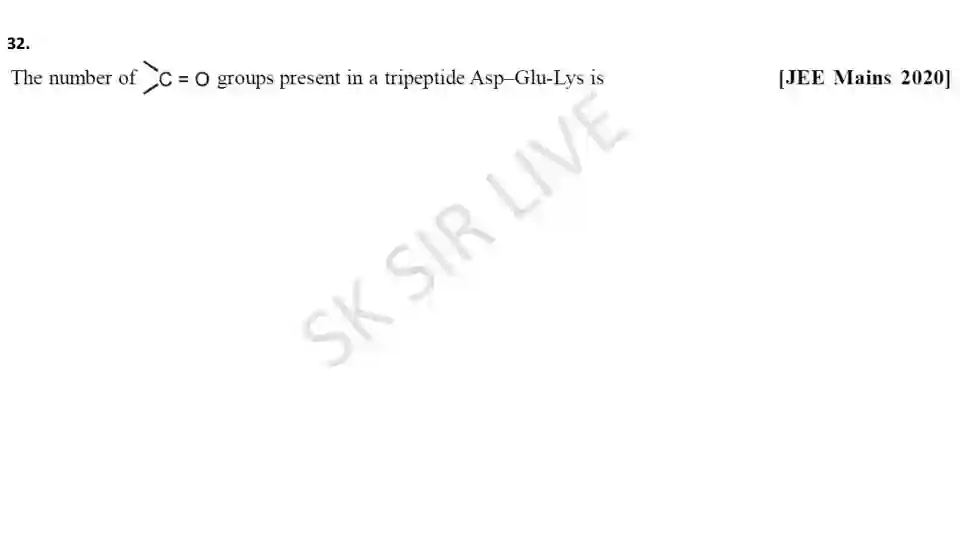 32.
The number of >C = O groups present in a tripeptide Asp–Glu-Lys is [JEE Mains 2020]
SK SIR LIVE